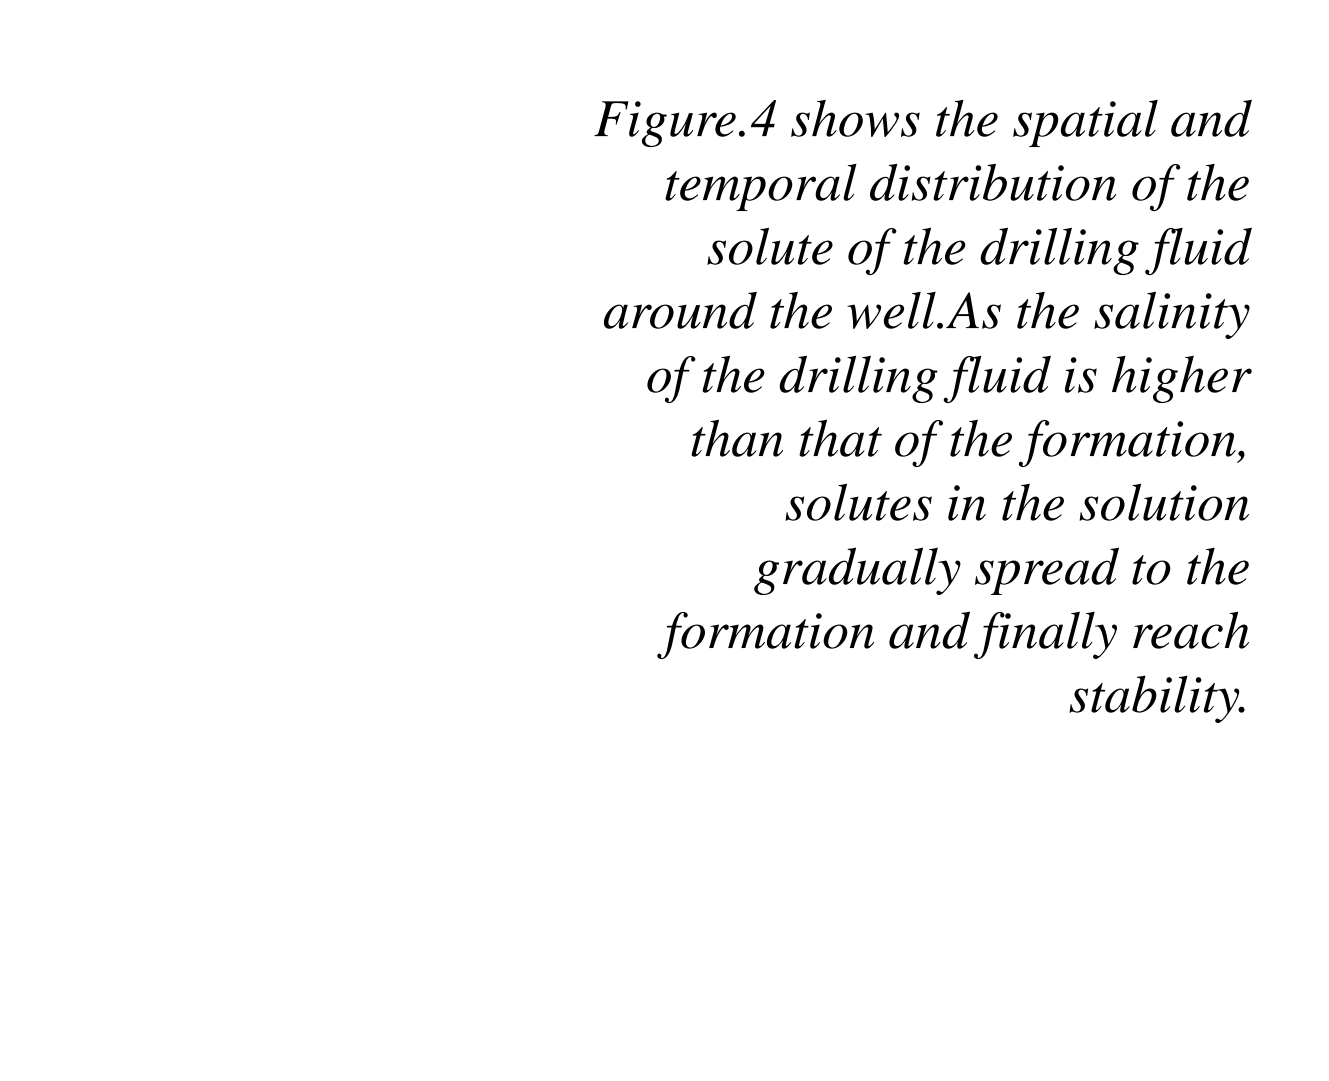 Figure.4 shows the spatial and
temporal distribution of the
solute of the drilling fluid
around the well.As the salinity
of the drilling fluid is higher
than that of the formation,
solutes in the solution
gradually spread to the
formation and finally reach
stability.